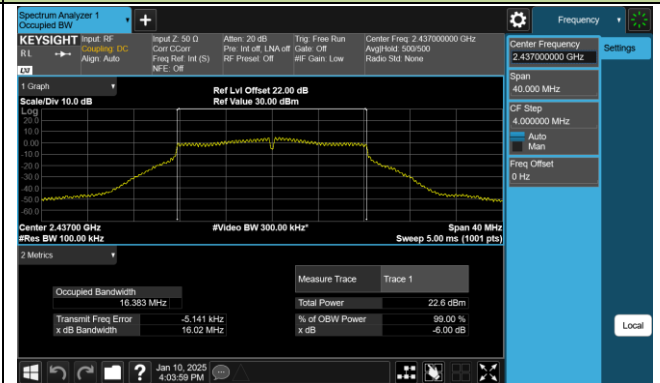 Spectrum Analyzer 1
Occupied BW
Frequency
KEYSIGHT
Input: RF
Input Z: 50 Ω
Atten: 20 dB
Trig: Free Run
Center Freq: 2.437000000 GHz
R L
Coupling: DC
Corr CCorr
Pre: Int off, LNA off
Gate: Off
Avg|Hold: 500/500
Align: Auto
Freq Ref: Int (S)
RF Preset: Off
#IF Gain: Low
Radio Std: None
NFE: Off
LXI
1 Graph
Ref Lvl Offset 22.00 dB
Scale/Div 10.0 dB
Ref Value 30.00 dBm
Log
20.0
10.0
0.00
-10.0
-20.0
-30.0
-40.0
-50.0
-60.0
Center 2.43700 GHz
#Video BW 300.00 kHz*
Span 40 MHz
#Res BW 100.00 kHz
Sweep 5.00 ms (1001 pts)
2 Metrics
Measure Trace
Trace 1
Occupied Bandwidth
16.383 MHz
Total Power
22.6 dBm
Transmit Freq Error
-5.141 kHz
% of OBW Power
99.00 %
x dB Bandwidth
16.02 MHz
x dB
-6.00 dB
Center Frequency
2.437000000 GHz
Settings
Span
40.000 MHz
CF Step
4.000000 MHz
Auto
Man
Freq Offset
0 Hz
Local
Jan 10, 2025
4:03:59 PM